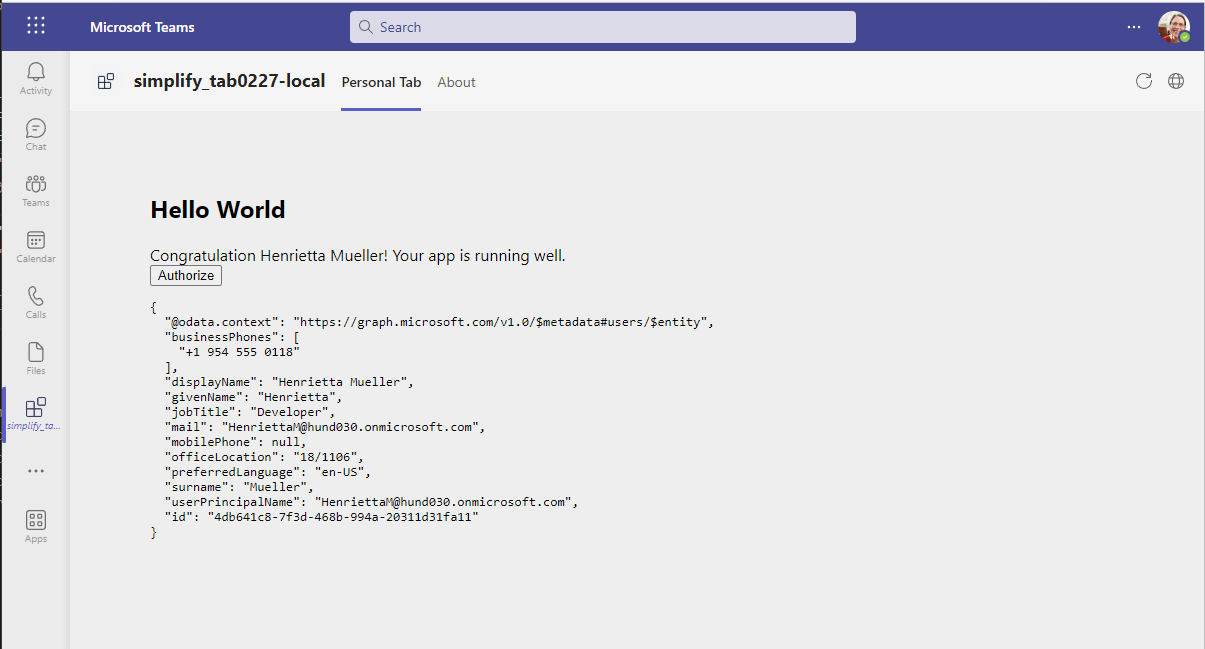 Microsoft Teams
Search
Activity
Chat
Teams
Calendar
Calls
Files
simplify_ta...
Apps
simplify_tab0227-local Personal Tab About
Hello World
Congratulation Henrietta Mueller! Your app is running well.
Authorize
{
  "@odata.context": "https://graph.microsoft.com/v1.0/$metadata#users/$entity",
  "businessPhones": [
    "+1 954 555 0118"
  ],
  "displayName": "Henrietta Mueller",
  "givenName": "Henrietta",
  "jobTitle": "Developer",
  "mail": "HenriettaM@hund030.onmicrosoft.com",
  "mobilePhone": null,
  "officeLocation": "18/1106",
  "preferredLanguage": "en-US",
  "surname": "Mueller",
  "userPrincipalName": "HenriettaM@hund030.onmicrosoft.com",
  "id": "4db641c8-7f3d-468b-994a-20311d31fa11"
}